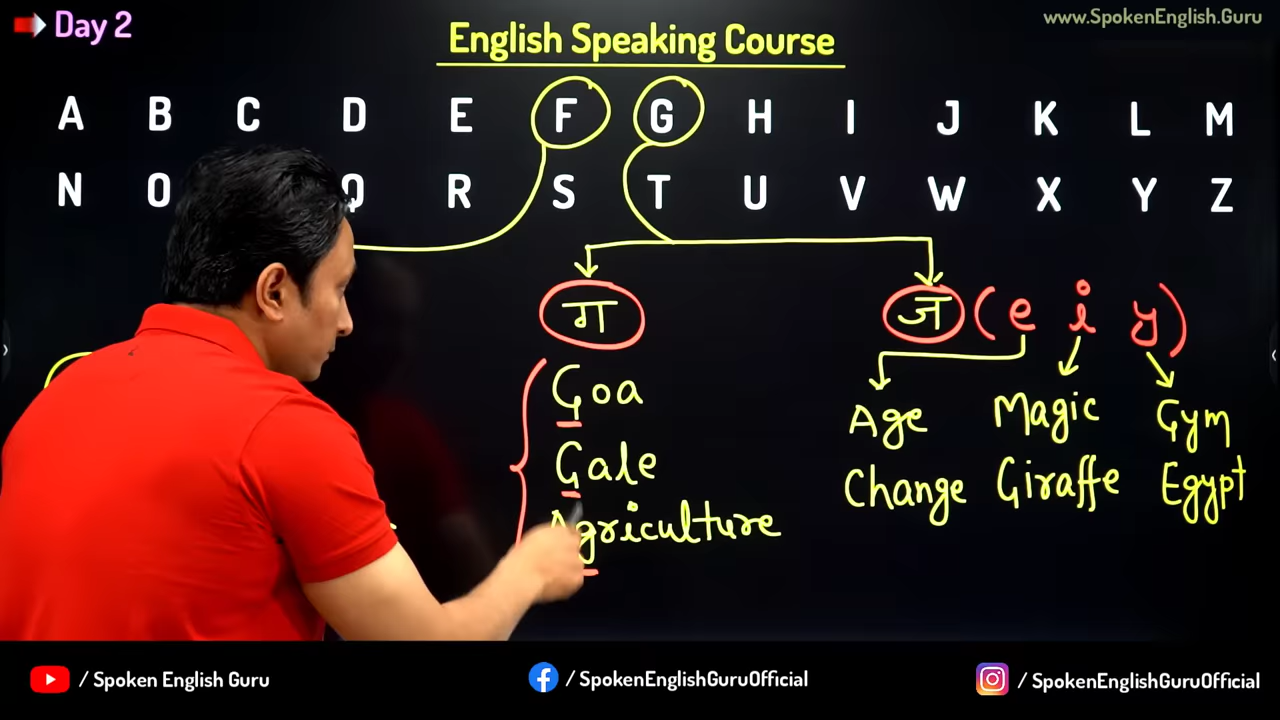 Day 2
www.SpokenEnglish.Guru
English Speaking Course
A B C D E F G H I J K L M
N O Q R S T U V W X Y Z
ग ज (e i y)
Goa Age Magic Gym
Gale Change Giraffe Egypt
Agriculture
/ Spoken English Guru / SpokenEnglishGuruOfficial / SpokenEnglishGuruOfficial